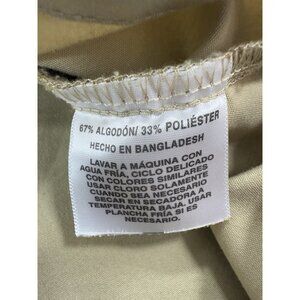 67% ALGODÓN/ 33% POLIÉSTER
HECHO EN BANGLADESH
LAVAR A MÁQUINA CON
AGUA FRÍA, CICLO DELICADO
CON COLORES SIMILARES
USAR CLORO SOLAMENTE
CUANDO SEA NECESARIO
SECAR EN SECADORA A
TEMPERATURA BAJA. USAR
PLANCHA FRÍA SI ES
NECESARIO.